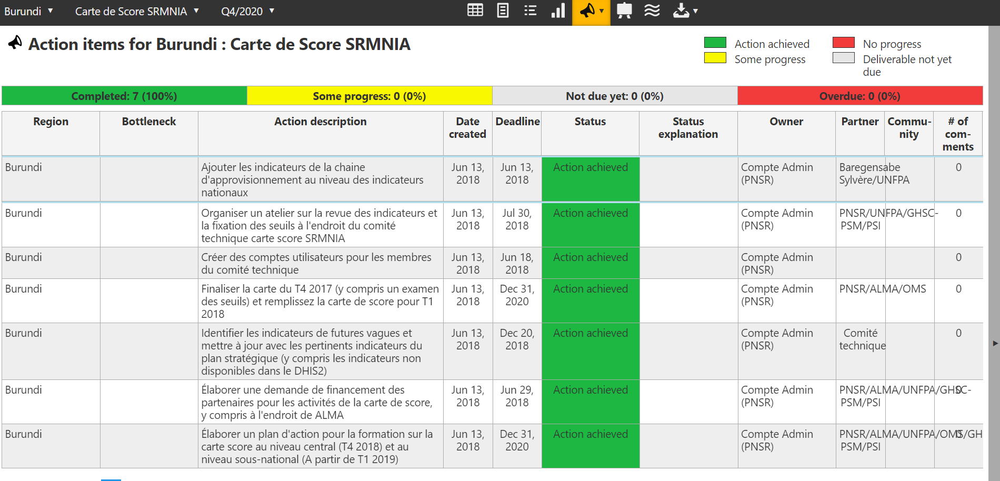 Burundi
Carte de Score SRMNIA
Q4/2020
Action items for Burundi : Carte de Score SRMNIA
Action achieved
No progress
Some progress
Deliverable not yet
due
Completed: 7 (100%)
Some progress: 0 (0%)
Not due yet: 0 (0%)
Overdue: 0 (0%)
Region
Bottleneck
Action description
Date
created
Deadline
Status
Status
explanation
Owner
Partner
Commu-
nity
# of
com-
ments
Burundi
Ajouter les indicateurs de la chaine
d'approvisionnement au niveau des indicateurs
nationaux
Jun 13,
2018
Jun 13,
2018
Action achieved
Compte Admin
(PNSR)
Baregensabe
Sylvère/UNFPA
0
Burundi
Organiser un atelier sur la revue des indicateurs et
la fixation des seuils à l'endroit du comité
technique carte score SRMNIA
Jun 13,
2018
Jul 30,
2018
Action achieved
Compte Admin
(PNSR)
PNSR/UNFPA/GHSC-
PSM/PSI
0
Burundi
Créer des comptes utilisateurs pour les membres
du comité technique
Jun 13,
2018
Jun 18,
2018
Action achieved
Compte Admin
(PNSR)
0
Burundi
Finaliser la carte du T4 2017 (y compris un examen
des seuils) et remplissez la carte de score pour T1
2018
Jun 13,
2018
Dec 31,
2020
Action achieved
Compte Admin
(PNSR)
PNSR/ALMA/OMS
0
Burundi
Identifier les indicateurs de futures vagues et
mettre à jour avec les pertinents indicateurs du
plan stratégique (y compris les indicateurs non
disponibles dans le DHIS2)
Jun 13,
2018
Dec 20,
2018
Action achieved
Compte Admin
(PNSR)
Comité
technique
0
Burundi
Élaborer une demande de financement des
partenaires pour les activités de la carte de score,
y compris à l'endroit de ALMA
Jun 13,
2018
Jun 29,
2018
Action achieved
Compte Admin
(PNSR)
PNSR/ALMA/UNFPA/GHSC-
PSM/PSI
0
Burundi
Élaborer un plan d'action pour la formation sur la
carte score au niveau central (T4 2018) et au
niveau sous-national (A partir de T1 2019)
Jun 13,
2018
Dec 31,
2020
Action achieved
Compte Admin
(PNSR)
PNSR/ALMA/UNFPA/OMS/GH
PSM/PSI
0